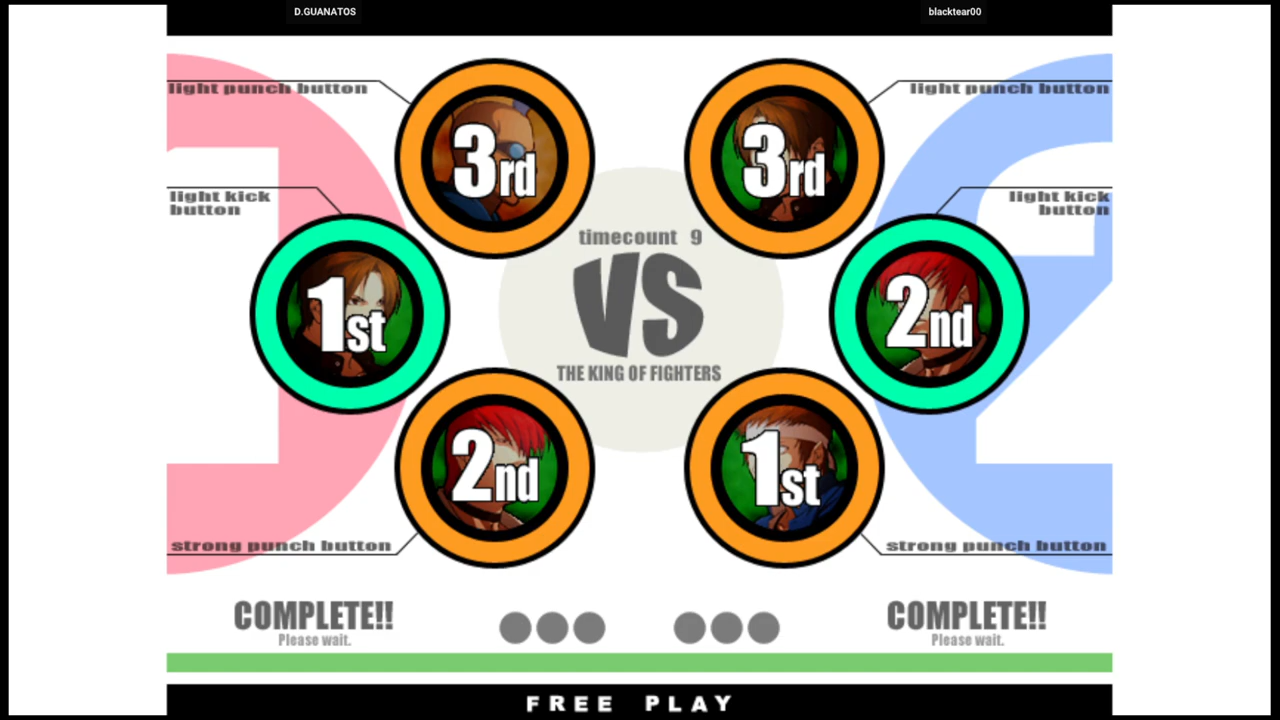 D.GUANATOS
blacktear00
light punch button
light punch button
3rd
3rd
light kick
button
light kick
button
timecount 9
VS
THE KING OF FIGHTERS
1st
2nd
2nd
1st
strong punch button
strong punch button
COMPLETE!!
Please wait.
COMPLETE!!
Please wait.
FREE PLAY